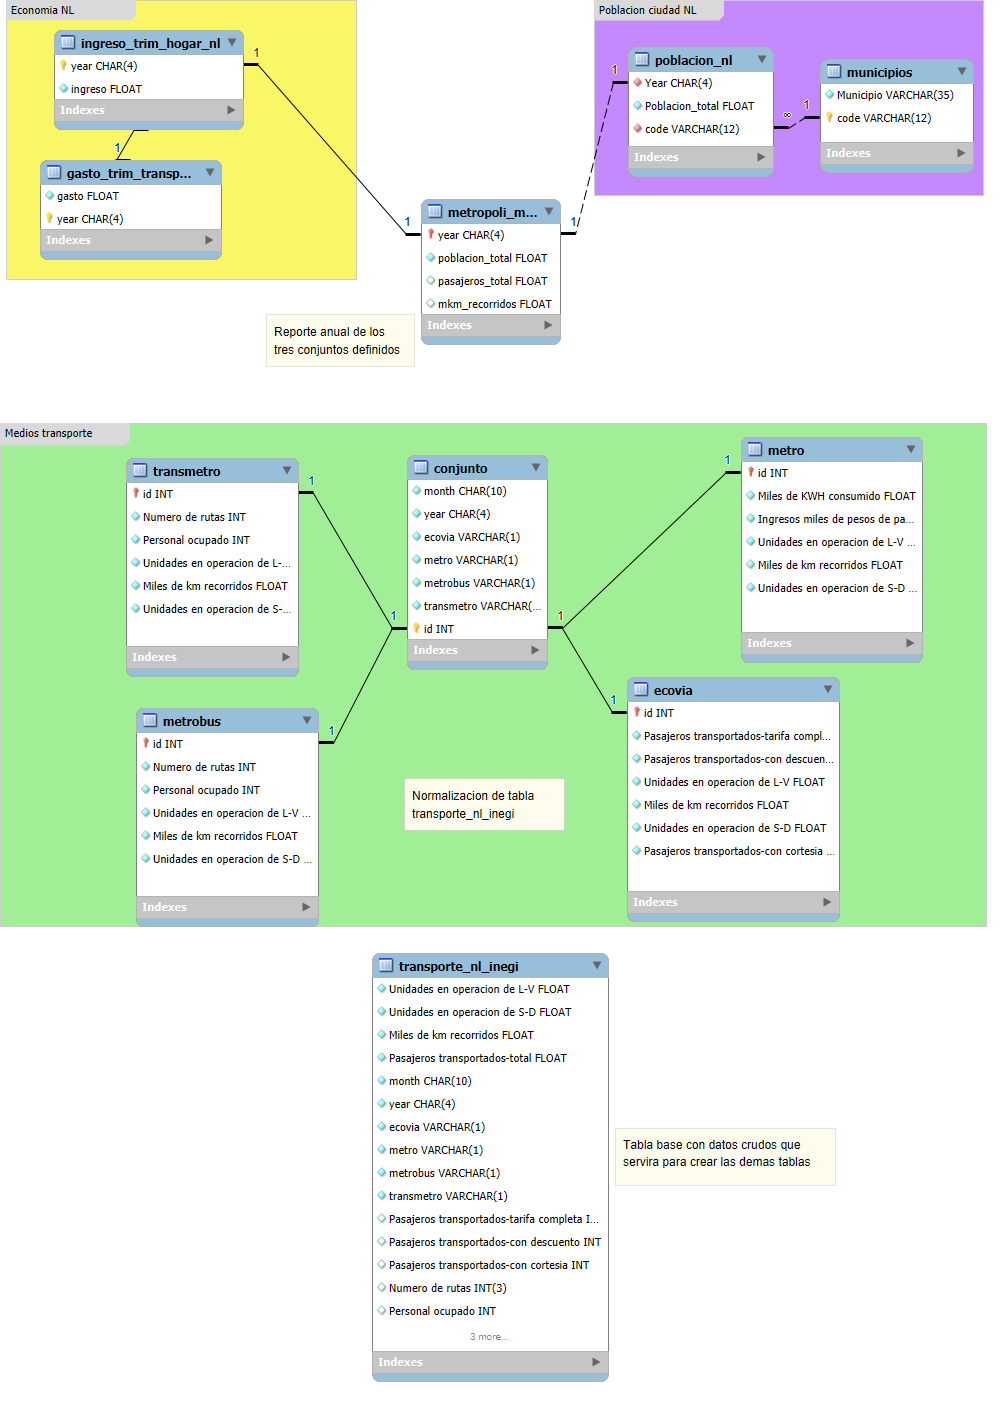 Economia NL
ingreso_trim_hogar_nl
year CHAR(4)
ingreso FLOAT
Indexes
1
1
gasto_trim_transp...
gasto FLOAT
year CHAR(4)
Indexes
Poblacion ciudad NL
1
poblacion_nl
Year CHAR(4)
Poblacion_total FLOAT
code VARCHAR(12)
Indexes
∞
1
municipios
Municipio VARCHAR(35)
code VARCHAR(12)
Indexes
1
metropoli_m...
1
year CHAR(4)
poblacion_total FLOAT
pasajeros_total FLOAT
mkm_recorridos FLOAT
Indexes
Reporte anual de los
tres conjuntos definidos
Medios transporte
transmetro
1
id INT
Numero de rutas INT
Personal ocupado INT
Unidades en operacion de L-...
Miles de km recorridos FLOAT
Unidades en operacion de S-...
Indexes
conjunto
month CHAR(10)
year CHAR(4)
ecovia VARCHAR(1)
metro VARCHAR(1)
metrobus VARCHAR(1)
transmetro VARCHAR(...
id INT
Indexes
1
1
metro
1
id INT
Miles de KWH consumido FLOAT
Ingresos miles de pesos de pa...
Unidades en operacion de L-V ...
Miles de km recorridos FLOAT
Unidades en operacion de S-D ...
Indexes
metrobus
1
id INT
Numero de rutas INT
Personal ocupado INT
Unidades en operacion de L-V ...
Miles de km recorridos FLOAT
Unidades en operacion de S-D ...
Indexes
ecovia
1
id INT
Pasajeros transportados-tarifa compl...
Pasajeros transportados-con descuen...
Unidades en operacion de L-V FLOAT
Miles de km recorridos FLOAT
Unidades en operacion de S-D FLOAT
Pasajeros transportados-con cortesia ...
Indexes
Normalizacion de tabla
transporte_nl_inegi
transporte_nl_inegi
Unidades en operacion de L-V FLOAT
Unidades en operacion de S-D FLOAT
Miles de km recorridos FLOAT
Pasajeros transportados-total FLOAT
month CHAR(10)
year CHAR(4)
ecovia VARCHAR(1)
metro VARCHAR(1)
metrobus VARCHAR(1)
transmetro VARCHAR(1)
Pasajeros transportados-tarifa completa I...
Pasajeros transportados-con descuento INT
Pasajeros transportados-con cortesia INT
Numero de rutas INT(3)
Personal ocupado INT
3 more...
Indexes
Tabla base con datos crudos que
servira para crear las demas tablas